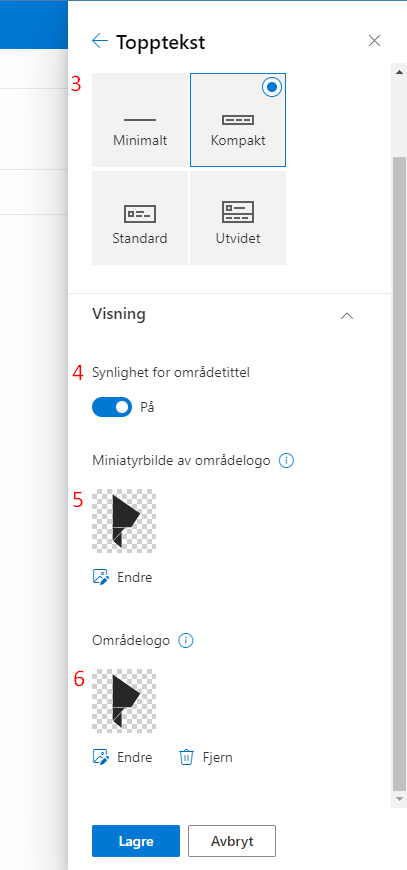 Topptekst
3
Minimalt
Kompakt
Standard
Utvidet
Visning
4 Synlighet for områdetittel
På
Miniatyrbilde av områdelogo
5
Endre
Områdelogo
6
Endre
Fjern
Lagre
Avbryt